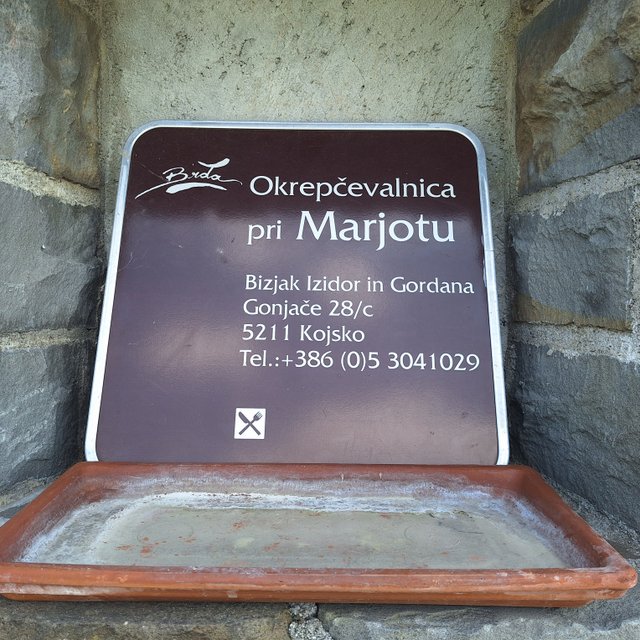 Brda
Okrepčevalnica
pri Marjotu
Bizjak Izidor in Gordana
Gonjače 28/c
5211 Kojsko
Tel.:+386 (0)5 3041029